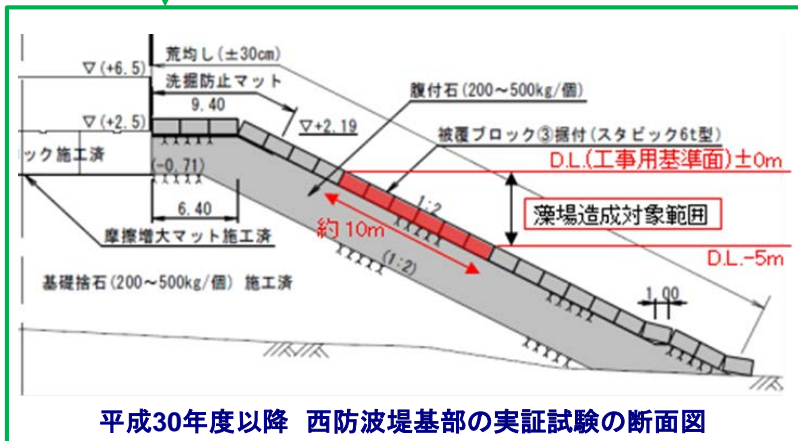 荒均し(±30cm)
▽(+6.5)
洗掘防止マット
腹付石(200～500kg/個)
9.40
▽(+2.5)
▽+2.19
被覆ブロック③据付(スタビック6t型)
D.L.(工事用基準面)±0m
ック施工済
(-0.71)
1:2
藻場造成対象範囲
6.40
約10m
摩擦増大マット施工済
(1:2)
D.L.-5m
基礎捨石(200～500kg/個) 施工済
1.00
平成30年度以降 西防波堤基部の実証試験の断面図